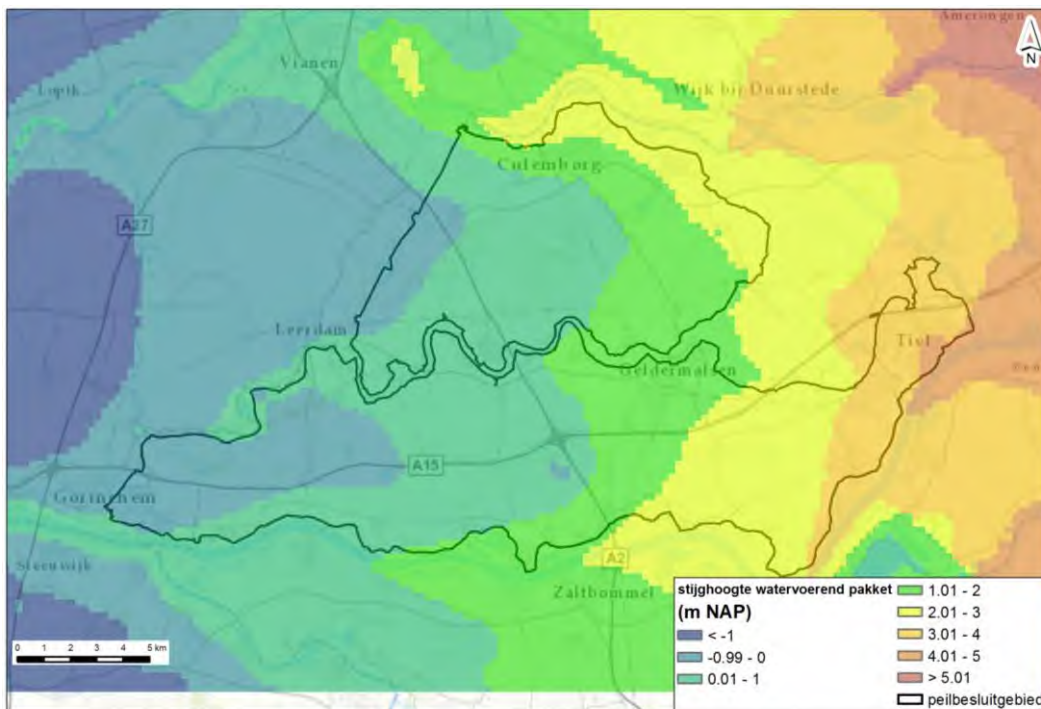 Amerongen
N
Vianen
Lopik
Wijk bij Duurstede
Culemborg
A27
Leerdam
Tiel
Geldermalsen
A15
Gorinchem
Sleeuwijk
A2
Zaltbommel
stijghoogte watervoerend pakket
(m NAP)
< -1
-0.99 - 0
0.01 - 1
1.01 - 2
2.01 - 3
3.01 - 4
4.01 - 5
> 5.01
peilbesluitgebied
0 1 2 3 4 5 km